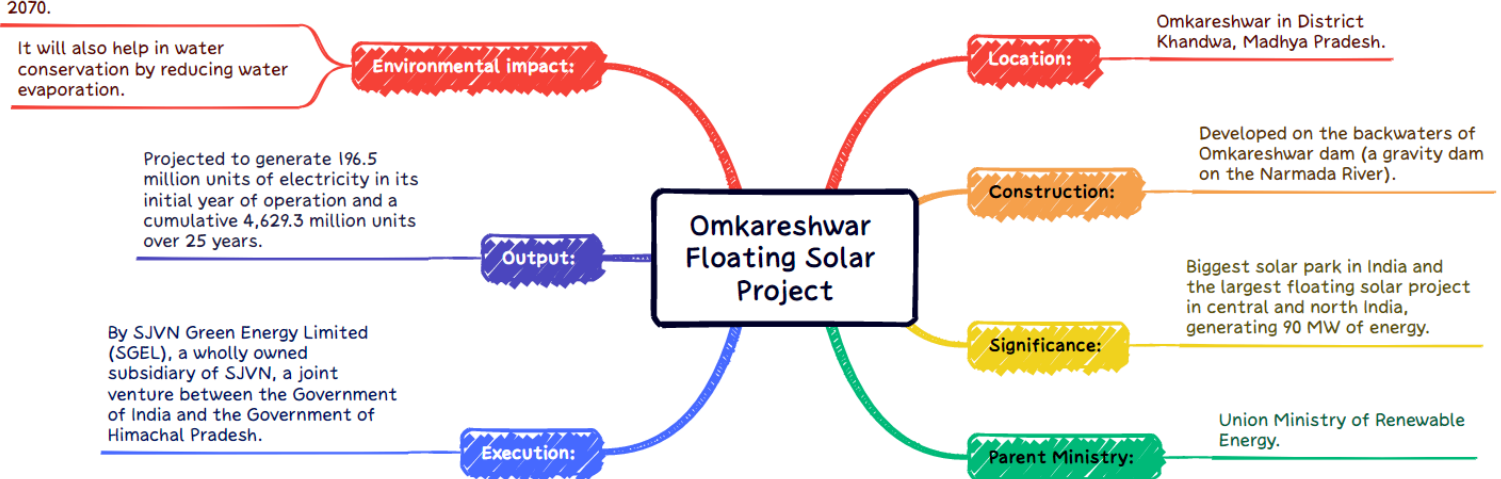 2070.
It will also help in water
conservation by reducing water
evaporation.
Environmental impact:
Projected to generate 196.5
million units of electricity in its
initial year of operation and a
cumulative 4,629.3 million units
over 25 years.
Output:
By SJVN Green Energy Limited
(SGEL), a wholly owned
subsidiary of SJVN, a joint
venture between the Government
of India and the Government of
Himachal Pradesh.
Execution:
Omkareshwar
Floating Solar
Project
Location:
Omkareshwar in District
Khandwa, Madhya Pradesh.
Construction:
Developed on the backwaters of
Omkareshwar dam (a gravity dam
on the Narmada River).
Significance:
Biggest solar park in India and
the largest floating solar project
in central and north India,
generating 90 MW of energy.
Parent Ministry:
Union Ministry of Renewable
Energy.